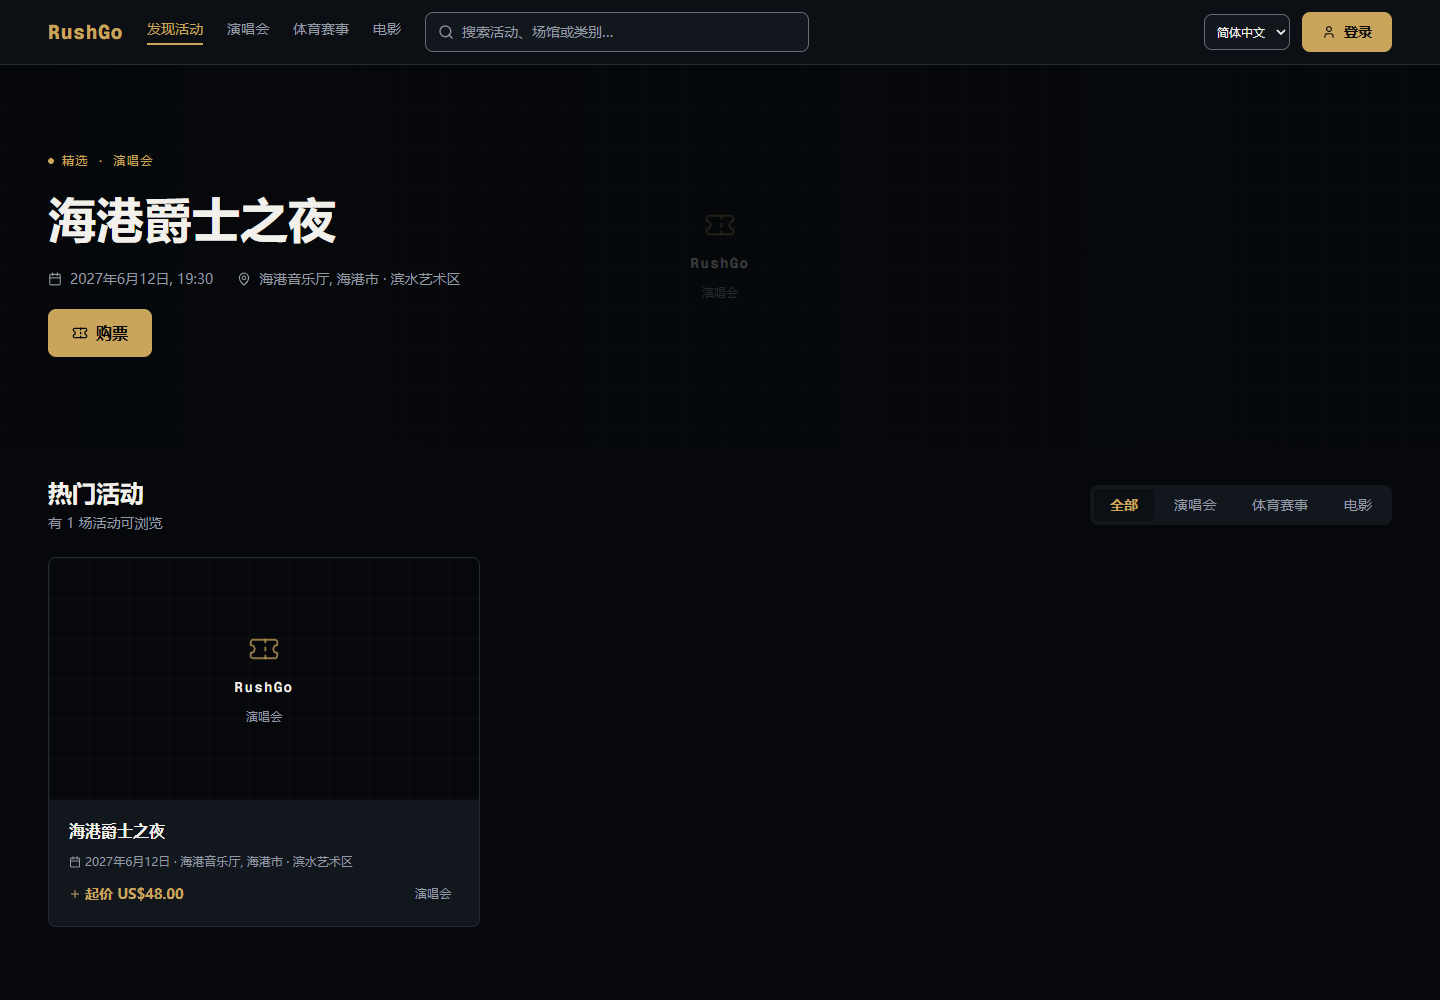 RushGo 发现活动 演唱会 体育赛事 电影 搜索活动、场馆或类别... 简体中文 登录
精选 · 演唱会
海港爵士之夜
2027年6月12日, 19:30 海港音乐厅, 海港市 · 滨水艺术区
购票
RushGo
演唱会
热门活动
有 1 场活动可浏览
全部 演唱会 体育赛事 电影
RushGo
演唱会
海港爵士之夜
2027年6月12日 · 海港音乐厅, 海港市 · 滨水艺术区
起价 US$48.00 演唱会